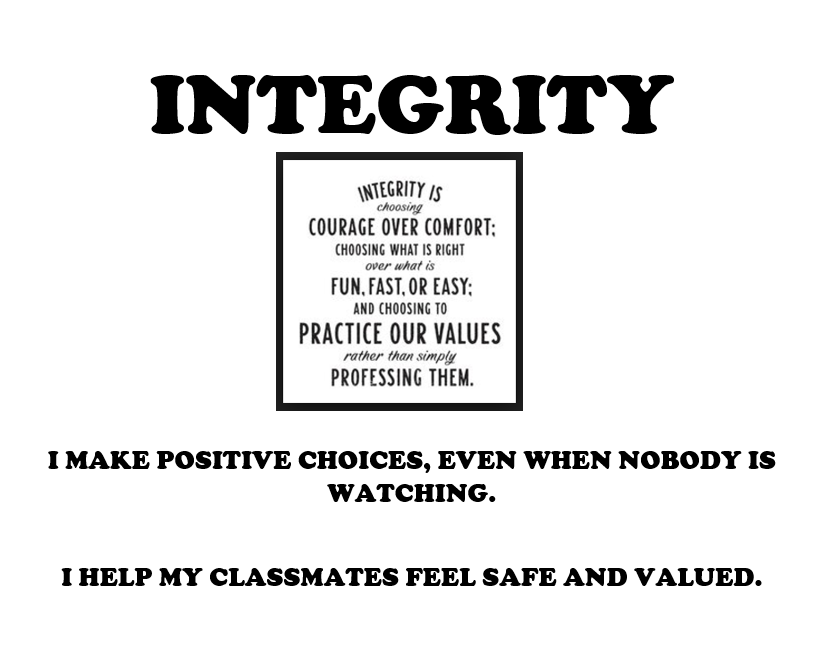 INTEGRITY
INTEGRITY IS
choosing
COURAGE OVER COMFORT;
CHOOSING WHAT IS RIGHT
over what is
FUN, FAST, OR EASY;
AND CHOOSING TO
PRACTICE OUR VALUES
rather than simply
PROFESSING THEM.
I MAKE POSITIVE CHOICES, EVEN WHEN NOBODY IS
WATCHING.
I HELP MY CLASSMATES FEEL SAFE AND VALUED.